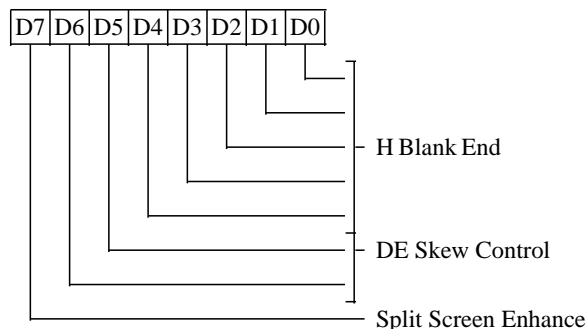 D7 D6 D5 D4 D3 D2 D1 D0
H Blank End
DE Skew Control
Split Screen Enhance